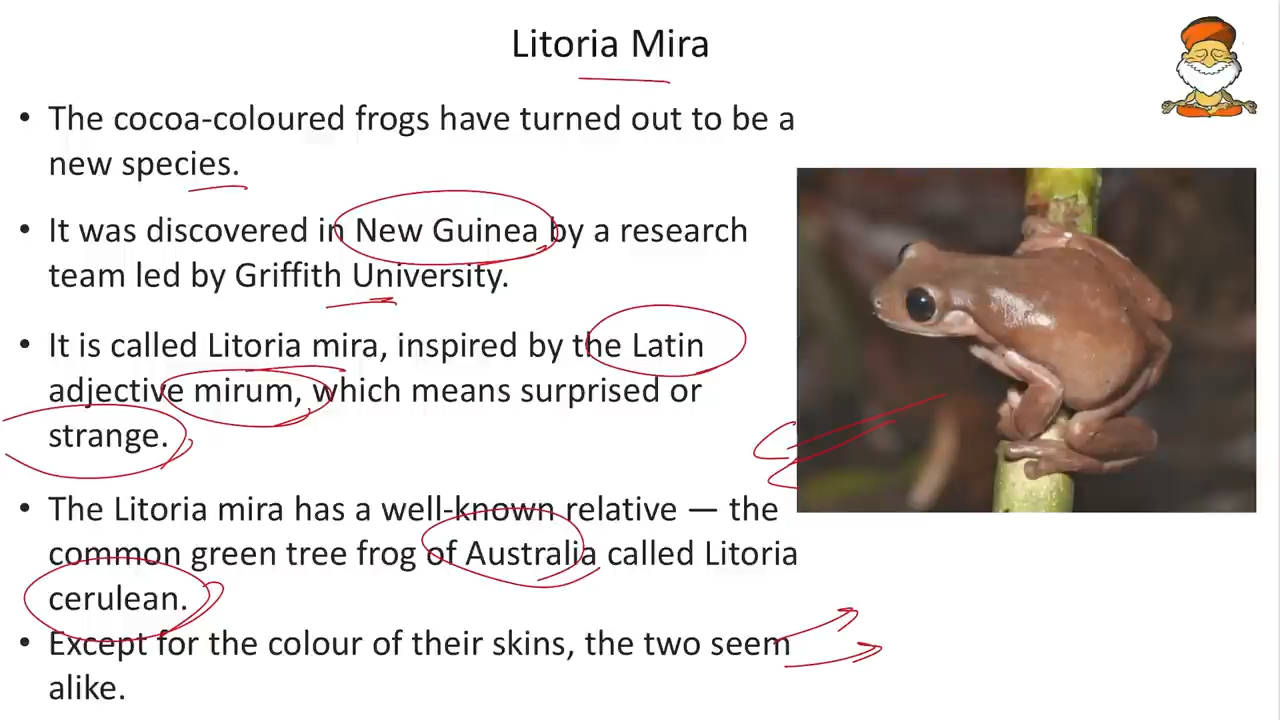 Litoria Mira
• The cocoa-coloured frogs have turned out to be a
new species.
• It was discovered in New Guinea by a research
team led by Griffith University.
• It is called Litoria mira, inspired by the Latin
adjective mirum, which means surprised or
strange.
• The Litoria mira has a well-known relative — the
common green tree frog of Australia called Litoria
cerulean.
• Except for the colour of their skins, the two seem
alike.